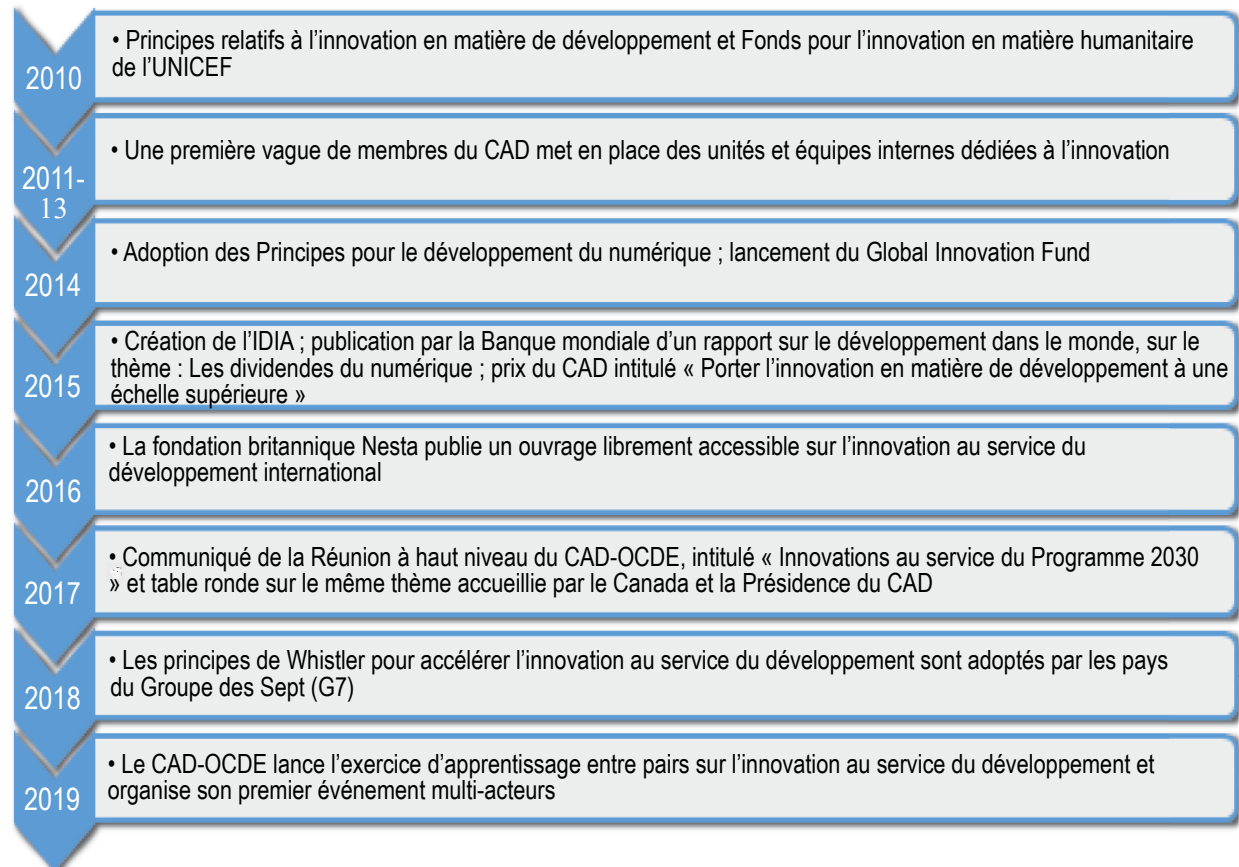 2010
• Principes relatifs à l’innovation en matière de développement et Fonds pour l’innovation en matière humanitaire
de l’UNICEF
2011-
13
• Une première vague de membres du CAD met en place des unités et équipes internes dédiées à l’innovation
2014
• Adoption des Principes pour le développement du numérique ; lancement du Global Innovation Fund
2015
• Création de l’IDIA ; publication par la Banque mondiale d’un rapport sur le développement dans le monde, sur le
thème : Les dividendes du numérique ; prix du CAD intitulé « Porter l’innovation en matière de développement à une
échelle supérieure »
2016
• La fondation britannique Nesta publie un ouvrage librement accessible sur l’innovation au service du
développement international
2017
• Communiqué de la Réunion à haut niveau du CAD-OCDE, intitulé « Innovations au service du Programme 2030
» et table ronde sur le même thème accueillie par le Canada et la Présidence du CAD
2018
• Les principes de Whistler pour accélérer l’innovation au service du développement sont adoptés par les pays
du Groupe des Sept (G7)
2019
• Le CAD-OCDE lance l’exercice d’apprentissage entre pairs sur l’innovation au service du développement et
organise son premier événement multi-acteurs